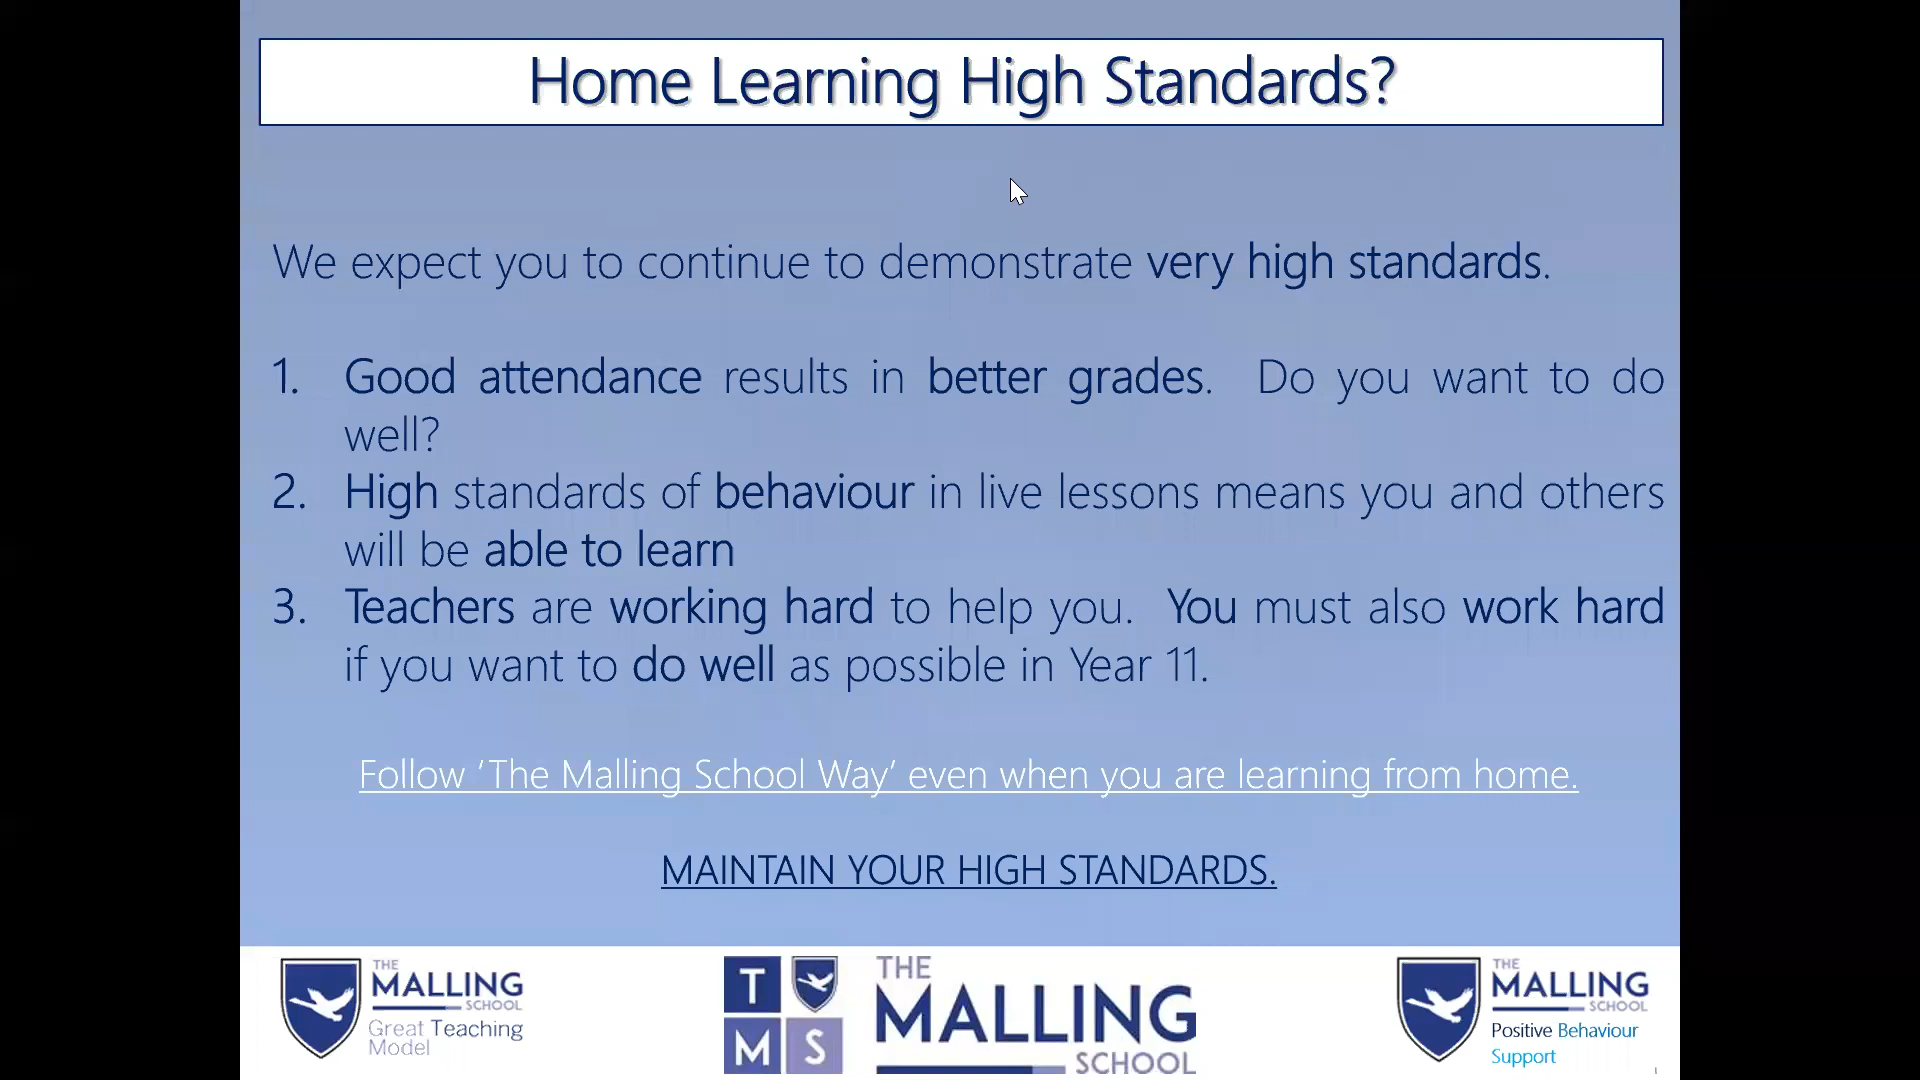 Home Learning High Standards?
We expect you to continue to demonstrate very high standards.
1. Good attendance results in better grades. Do you want to do
well?
2. High standards of behaviour in live lessons means you and others
will be able to learn
3. Teachers are working hard to help you. You must also work hard
if you want to do well as possible in Year 11.
Follow ‘The Malling School Way’ even when you are learning from home.
MAINTAIN YOUR HIGH STANDARDS.
THE
MALLING
SCHOOL
Great Teaching
Model
T
M S
THE
MALLING
SCHOOL
THE
MALLING
SCHOOL
Positive Behaviour
Support